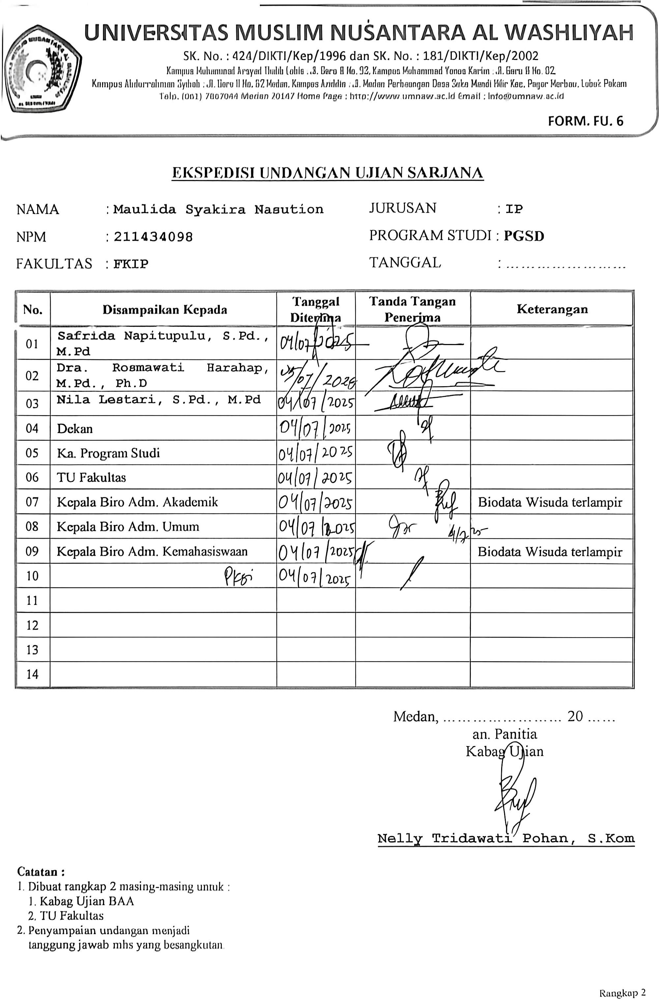 UNIVERSITAS MUSLIM NUSANTARA AL WASHLIYAH
SK. No. : 424/DIKTI/Kep/1996 dan SK. No. : 181/DIKTI/Kep/2002
Kampus Muhammad Arsyad Thalib Lubis : Jl. Garu II No. 93, Kampus Muhammad Yunus Karim : Jl. Garu II No. 02
Kampus Abdurrahman Syihab : Jl. Garu II No. 52 Medan, Kampus : Jl. Medan Perbaungan Desa Suka Mandi Hilir Kec. Pagar Merbau, Lubuk Pakam
Telp. (061) 7867044 Medan 20147 Home Page : http://www.umnaw.ac.id Email : info@umnaw.ac.id
FORM. FU. 6
EKSPEDISI UNDANGAN UJIAN SARJANA
NAMA : Maulida Syakira Nasution JURUSAN : IP
NPM : 211434098 PROGRAM STUDI : PGSD
FAKULTAS : FKIP TANGGAL : ........................
No. Disampaikan Kepada Tanggal Diterima Tanda Tangan Penerima Keterangan
01 Safrida Napitupulu, S.Pd., 04/07/2025
M.Pd
02 Dra. Rosmawati Harahap, 05/07/
M.Pd., Ph.D
03 Nila Lestari, S.Pd., M.Pd 04/07/2025
04 Dekan 04/07/2025
05 Ka. Program Studi 04/07/2025
06 TU Fakultas 04/07/2025
07 Kepala Biro Adm. Akademik 04/07/2025 Biodata Wisuda terlampir
08 Kepala Biro Adm. Umum 04/07/2025
09 Kepala Biro Adm. Kemahasiswaan 04/07/2025 Biodata Wisuda terlampir
10 04/07/2025
11
12
13
14
Medan, ........................ 20 ......
an. Panitia
Kabag Ujian
Nelly Tridawati Pohan, S.Kom
Catatan :
1. Dibuat rangkap 2 masing-masing untuk :
1. Kabag Ujian BAA
2. TU Fakultas
2. Penyampaian undangan menjadi
tanggung jawab mhs yang besangkutan.
Rangkap 2